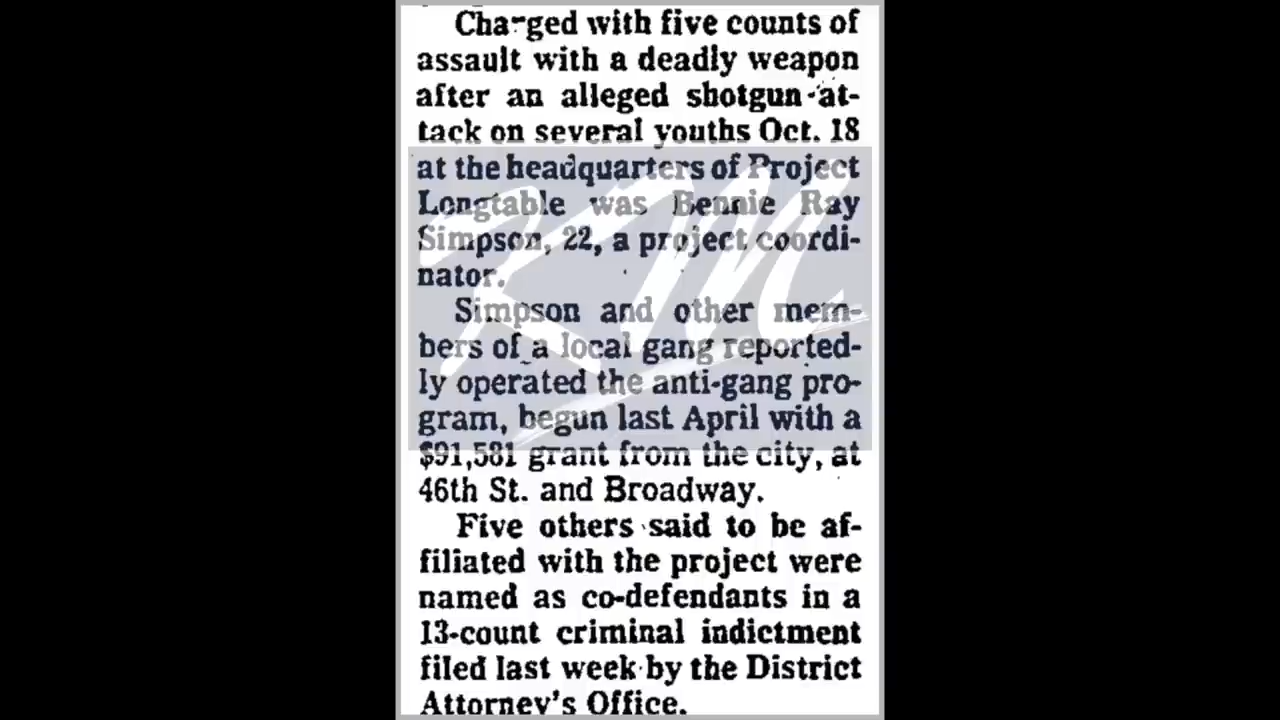 Charged with five counts of
assault with a deadly weapon
after an alleged shotgun at-
tack on several youths Oct. 18
at the headquarters of Project
Longtable was Bennie Ray
Simpson, 22, a project coordi-
nator.
Simpson and other mem-
bers of a local gang reported-
ly operated the anti-gang pro-
gram, begun last April with a
$91,581 grant from the city, at
46th St. and Broadway.
Five others said to be af-
filiated with the project were
named as co-defendants in a
13-count criminal indictment
filed last week by the District
Attorney's Office.
KM